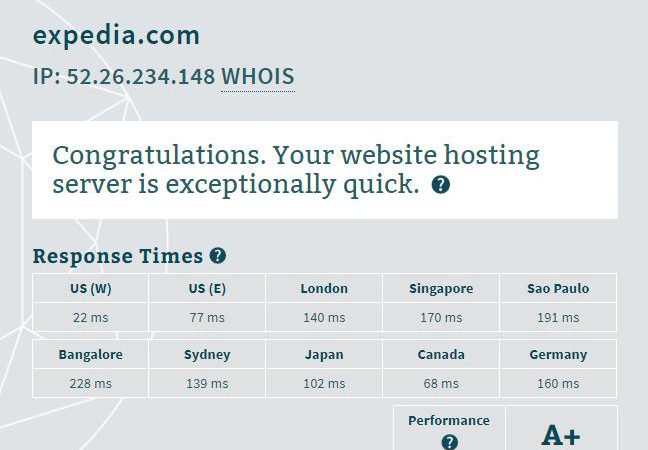 expedia.com
IP: 52.26.234.148 WHOIS
Congratulations. Your website hosting
server is exceptionally quick. ?
Response Times ?
US (W) US (E) London Singapore Sao Paulo
22 ms 77 ms 140 ms 170 ms 191 ms
Bangalore Sydney Japan Canada Germany
228 ms 139 ms 102 ms 68 ms 160 ms
Performance
? A+